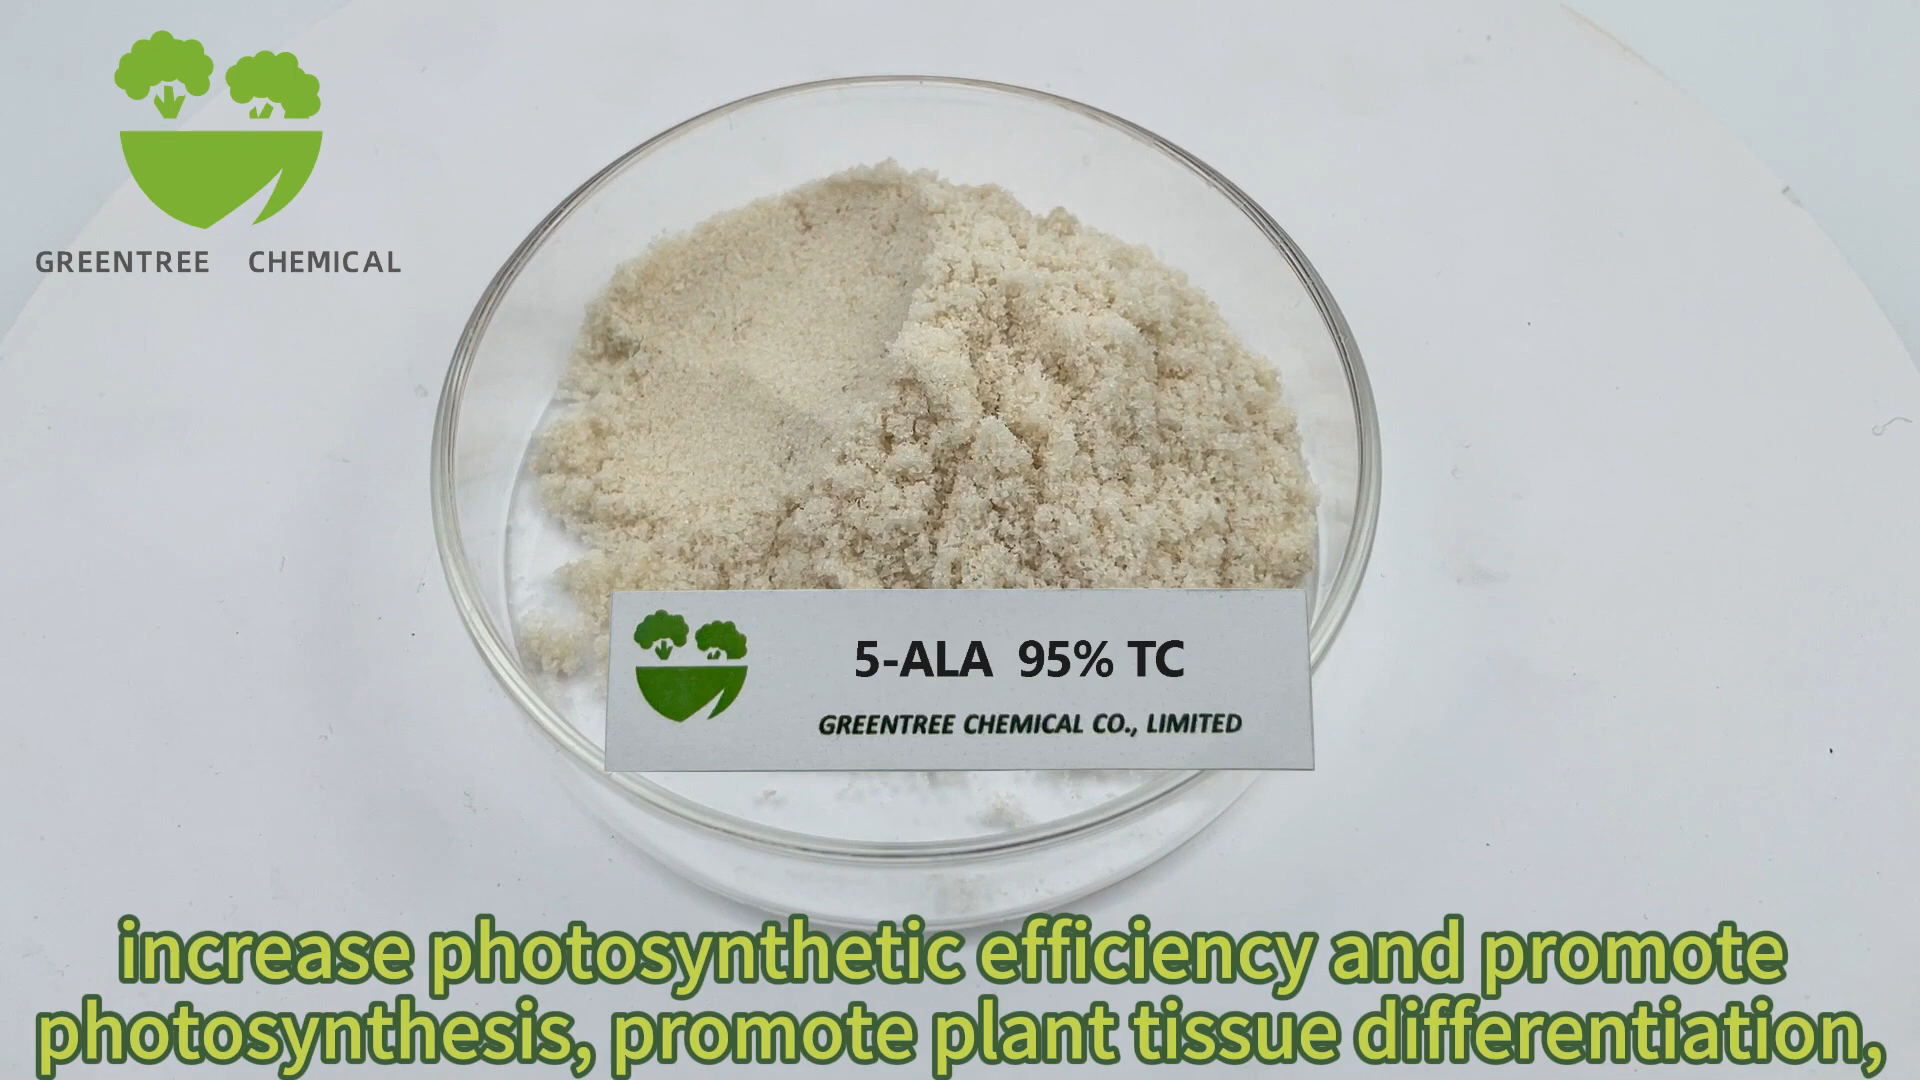 GREENTREE CHEMICAL
5-ALA 95% TC
GREENTREE CHEMICAL CO., LIMITED
increase photosynthetic efficiency and promote
photosynthesis, promote plant tissue differentiation,